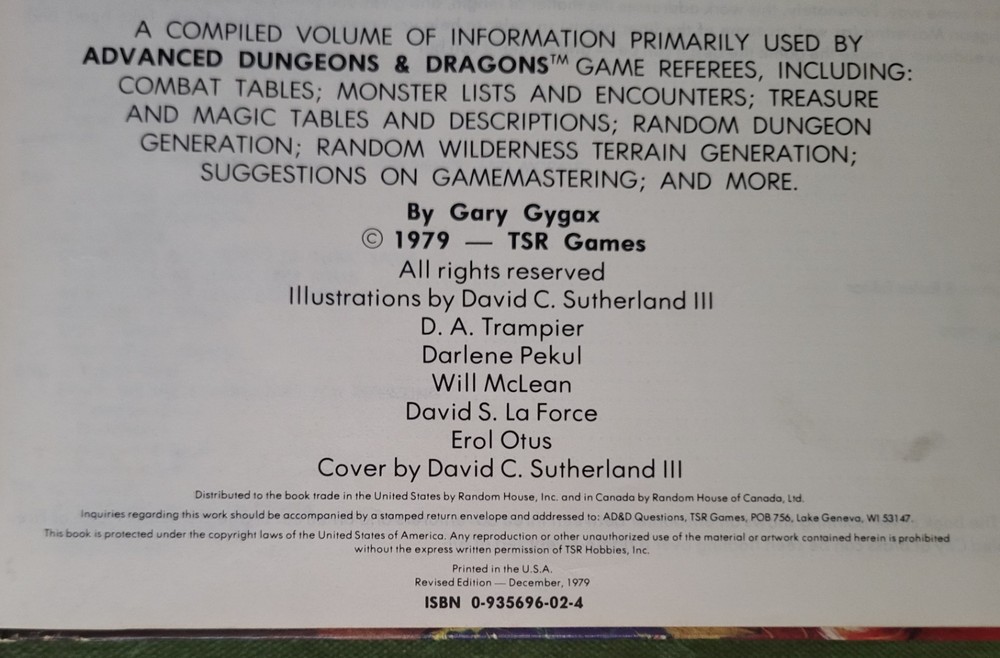 A COMPILED VOLUME OF INFORMATION PRIMARILY USED BY
ADVANCED DUNGEONS & DRAGONS™ GAME REFEREES, INCLUDING:
COMBAT TABLES; MONSTER LISTS AND ENCOUNTERS; TREASURE
AND MAGIC TABLES AND DESCRIPTIONS; RANDOM DUNGEON
GENERATION; RANDOM WILDERNESS TERRAIN GENERATION;
SUGGESTIONS ON GAMEMASTERING; AND MORE.
By Gary Gygax
© 1979 — TSR Games
All rights reserved
Illustrations by David C. Sutherland III
D. A. Trampier
Darlene Pekul
Will McLean
David S. La Force
Erol Otus
Cover by David C. Sutherland III
Distributed to the book trade in the United States by Random House, Inc. and in Canada by Random House of Canada, Ltd.
Inquiries regarding this work should be accompanied by a stamped return envelope and addressed to: AD&D Questions, TSR Games, POB 756, Lake Geneva, WI 53147.
This book is protected under the copyright laws of the United States of America. Any reproduction or other unauthorized use of the material or artwork contained herein is prohibited
without the express written permission of TSR Hobbies, Inc.
Printed in the U.S.A.
Revised Edition — December, 1979
ISBN 0-935696-02-4